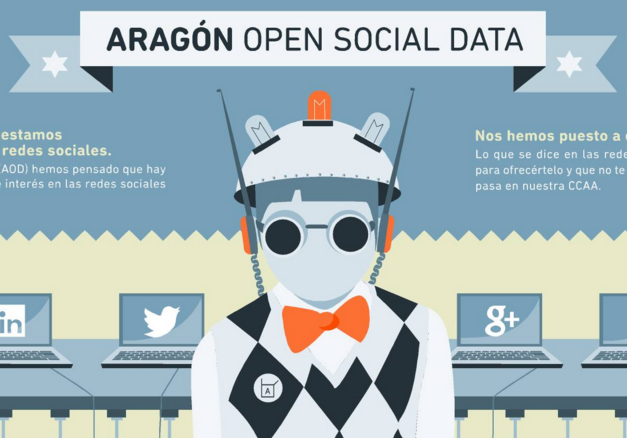 ARAGÓN OPEN SOCIAL DATA
estamos
redes sociales.
AOD) hemos pensado que hay
interés en las redes sociales
Nos hemos puesto a
Lo que se dice en las rede
para ofrecértelo y que no te
pasa en nuestra CCAA.
in
g+
A